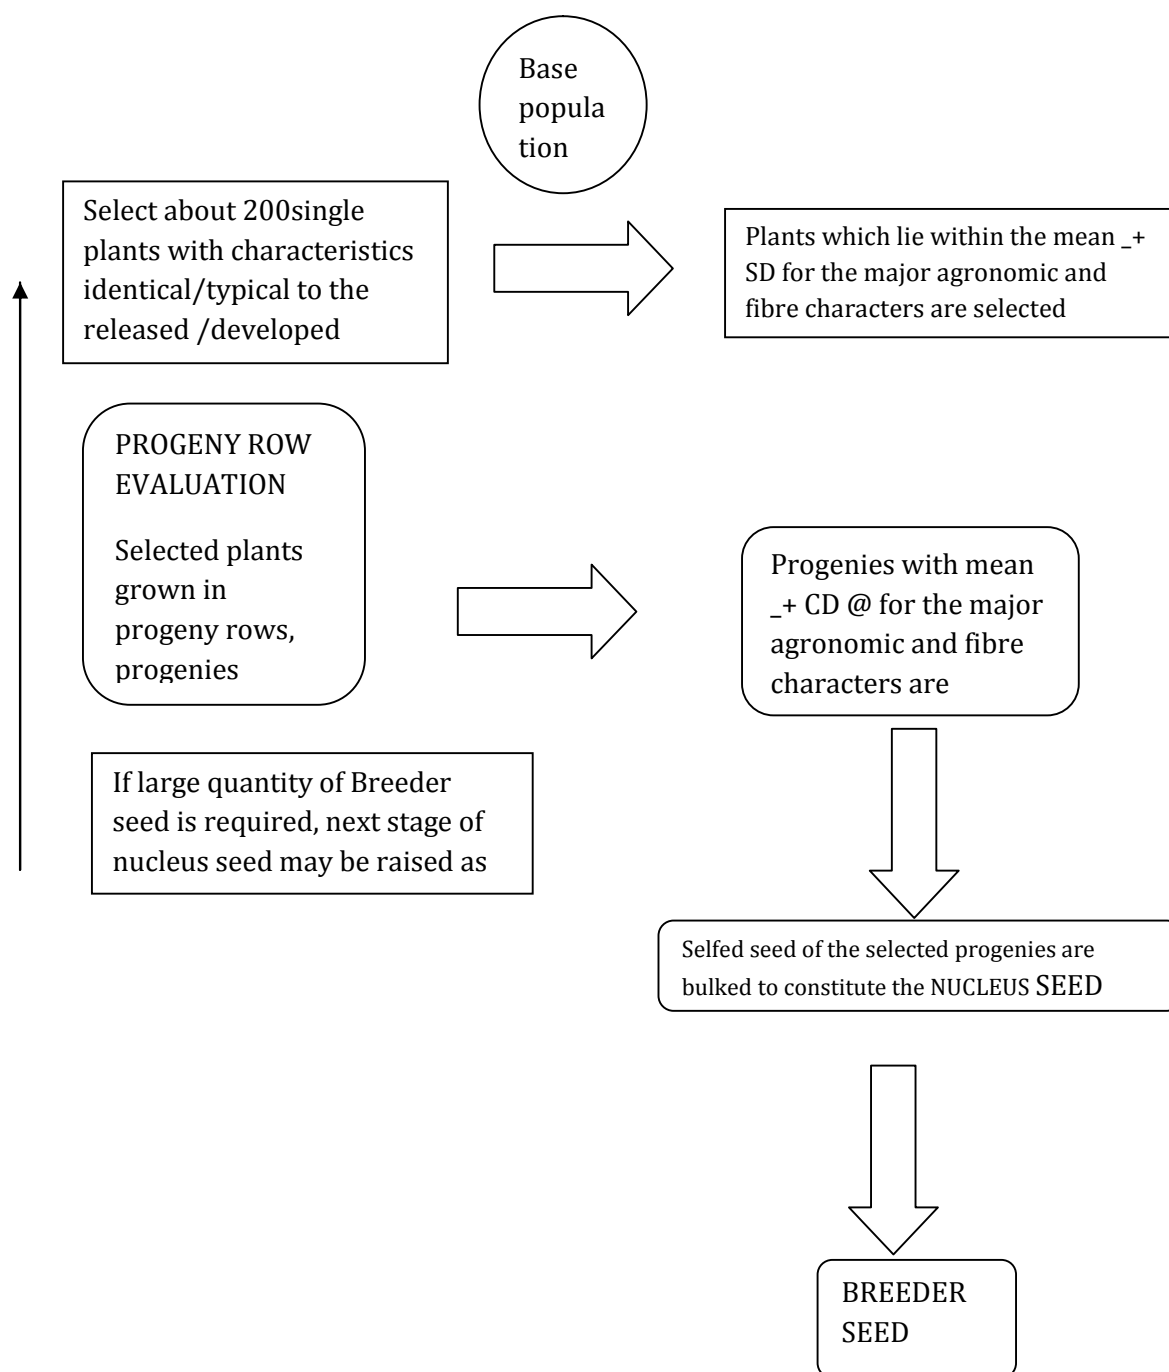 Base
popula
tion
Select about 200single
plants with characteristics
identical/typical to the
released /developed
Plants which lie within the mean _+
SD for the major agronomic and
fibre characters are selected
PROGENY ROW
EVALUATION
Selected plants
grown in
progeny rows,
progenies
Progenies with mean
_+ CD @ for the major
agronomic and fibre
characters are
If large quantity of Breeder
seed is required, next stage of
nucleus seed may be raised as
Selfed seed of the selected progenies are
bulked to constitute the NUCLEUS SEED
BREEDER
SEED